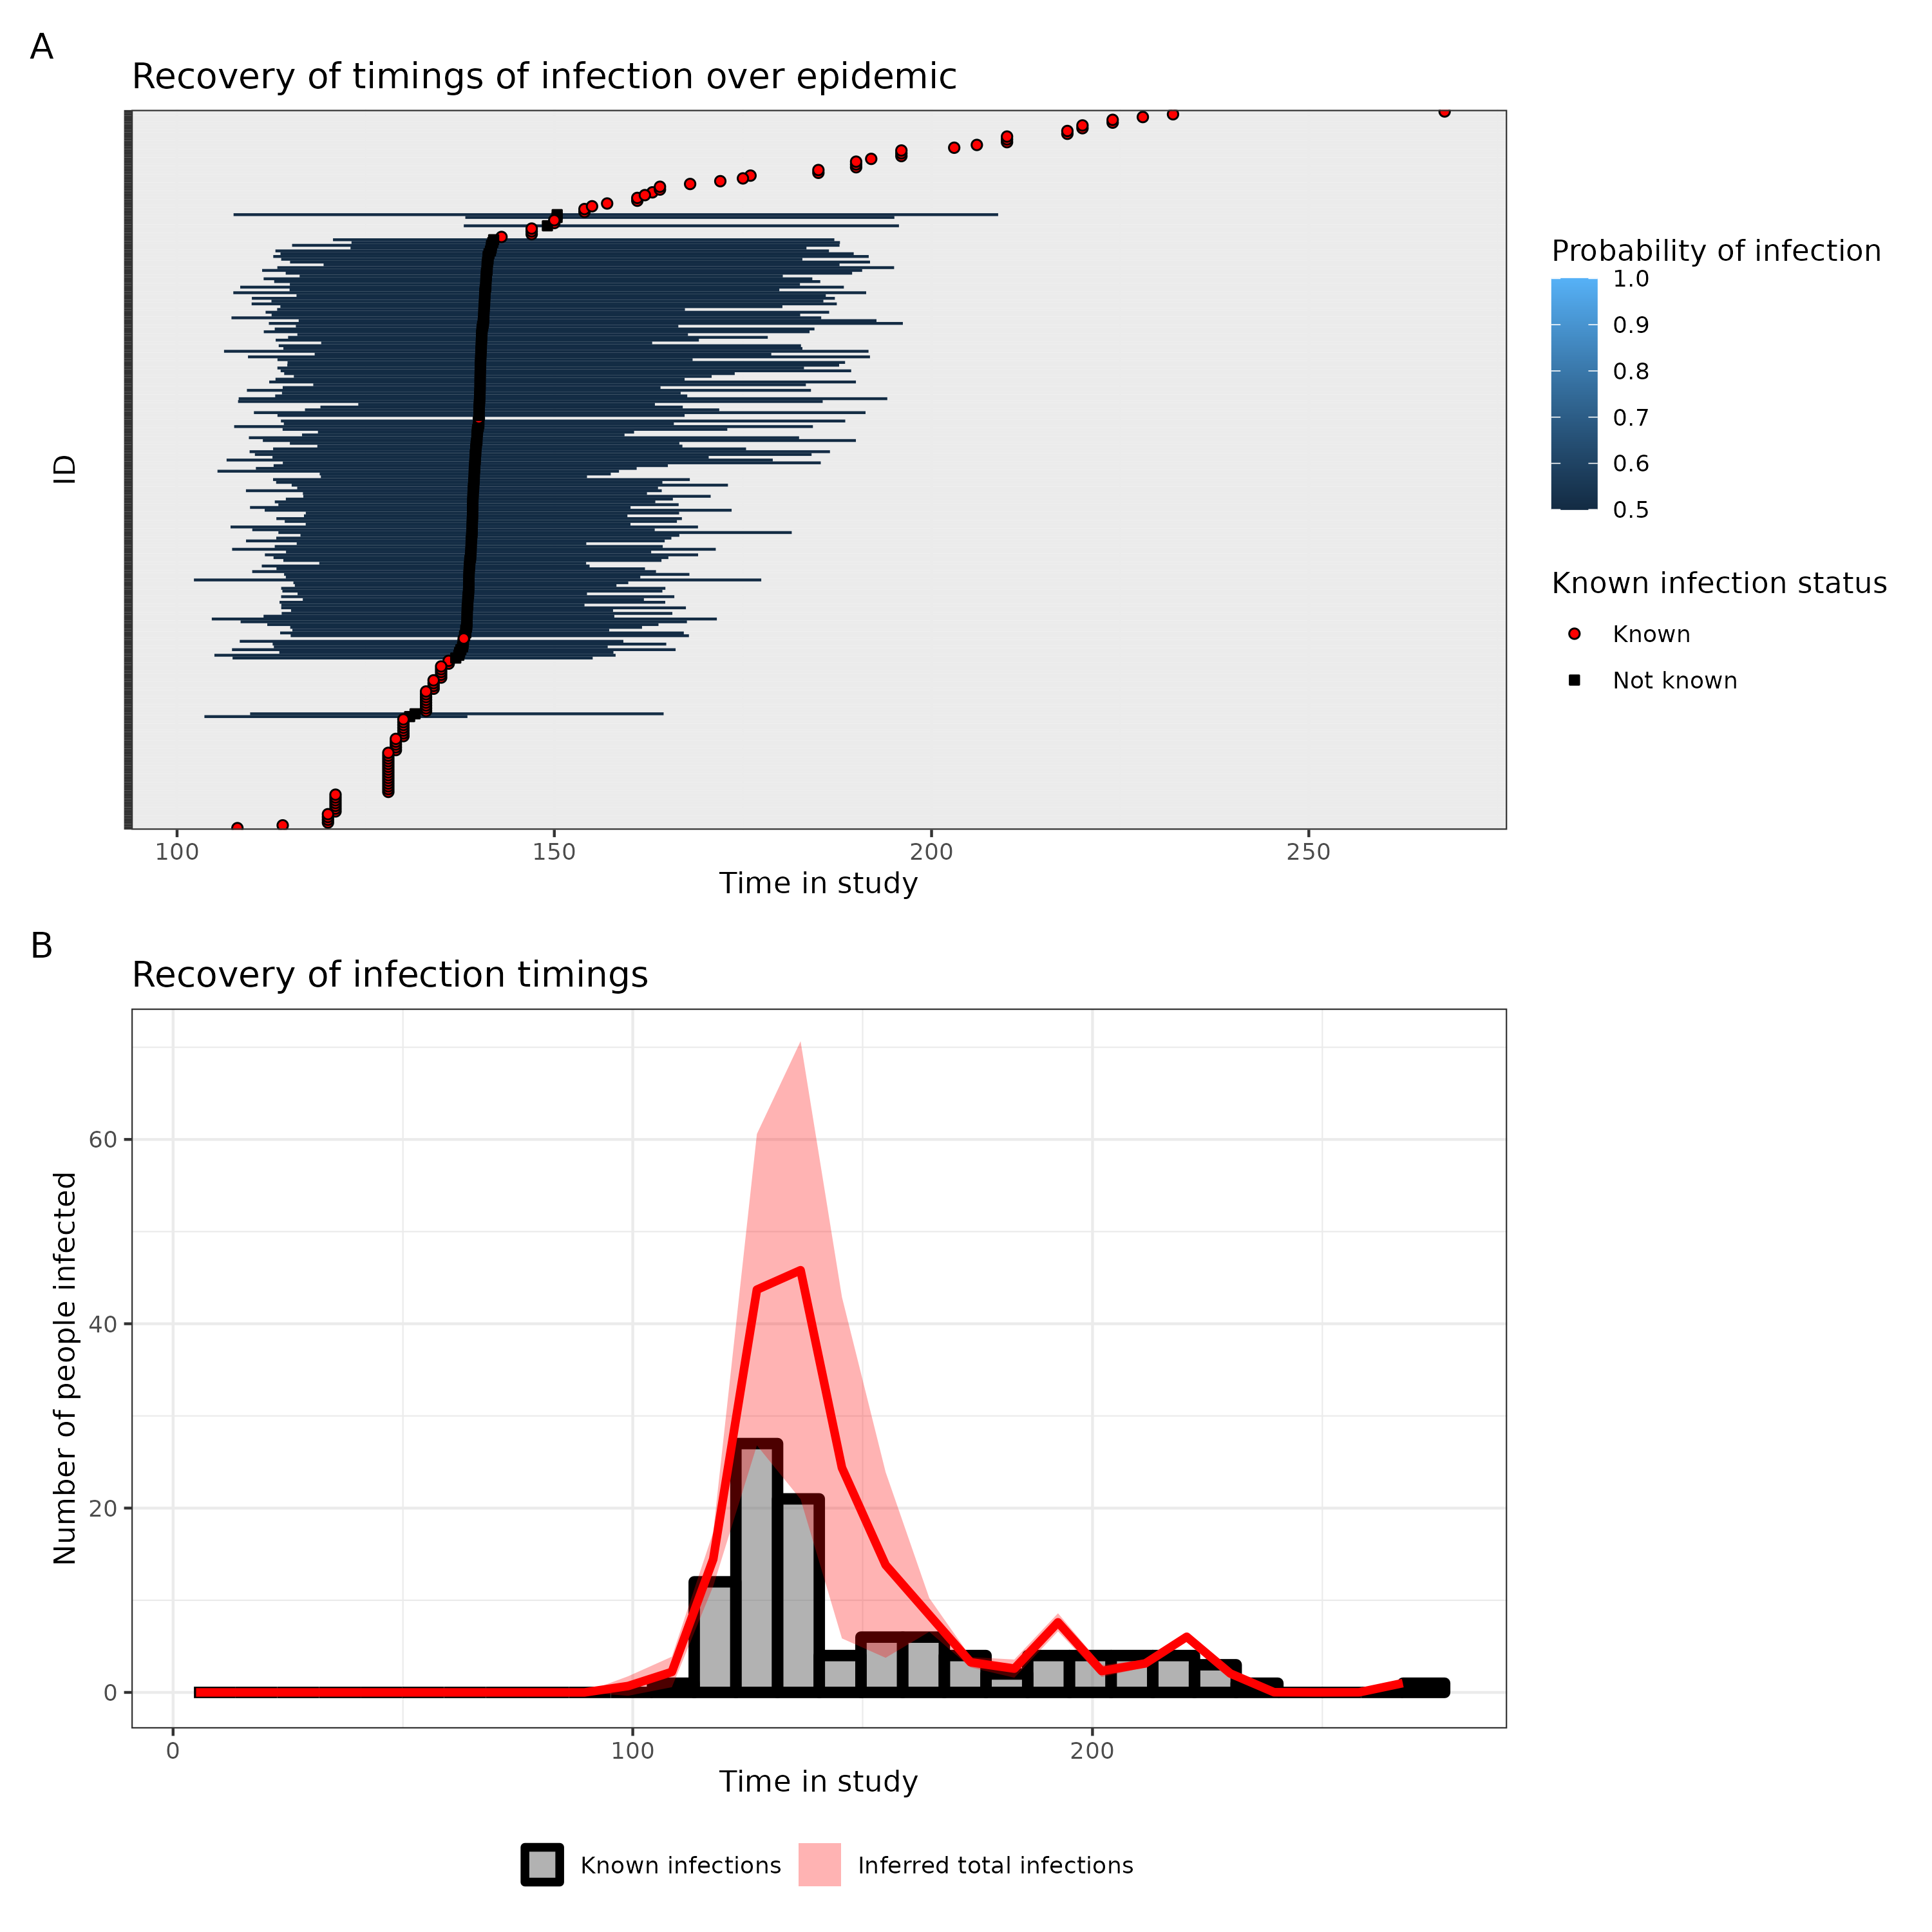 A
Recovery of timings of infection over epidemic
ID
100 150 200 250
Time in study
Probability of infection
1.0
0.9
0.8
0.7
0.6
0.5
Known infection status
Known
Not known
B
Recovery of infection timings
Number of people infected
60
40
20
0
0 100 200
Time in study
Known infections Inferred total infections